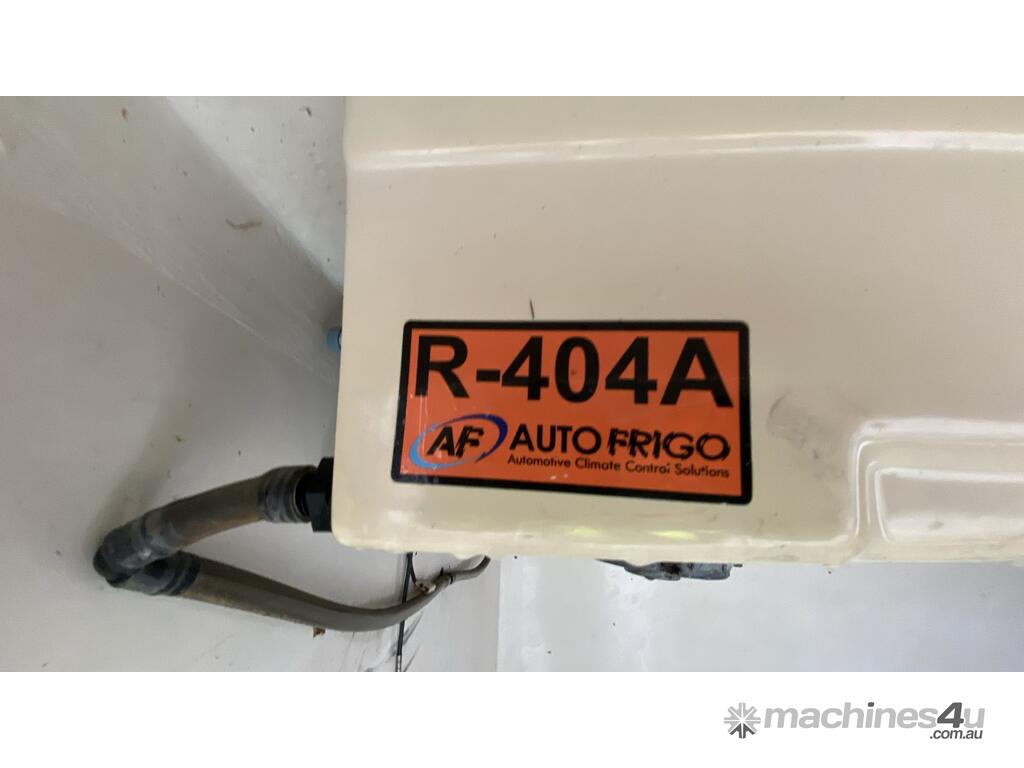 R-404A
AF AUTO FRIGO
Automotive Climate Control Solutions
machines4u
.com.au